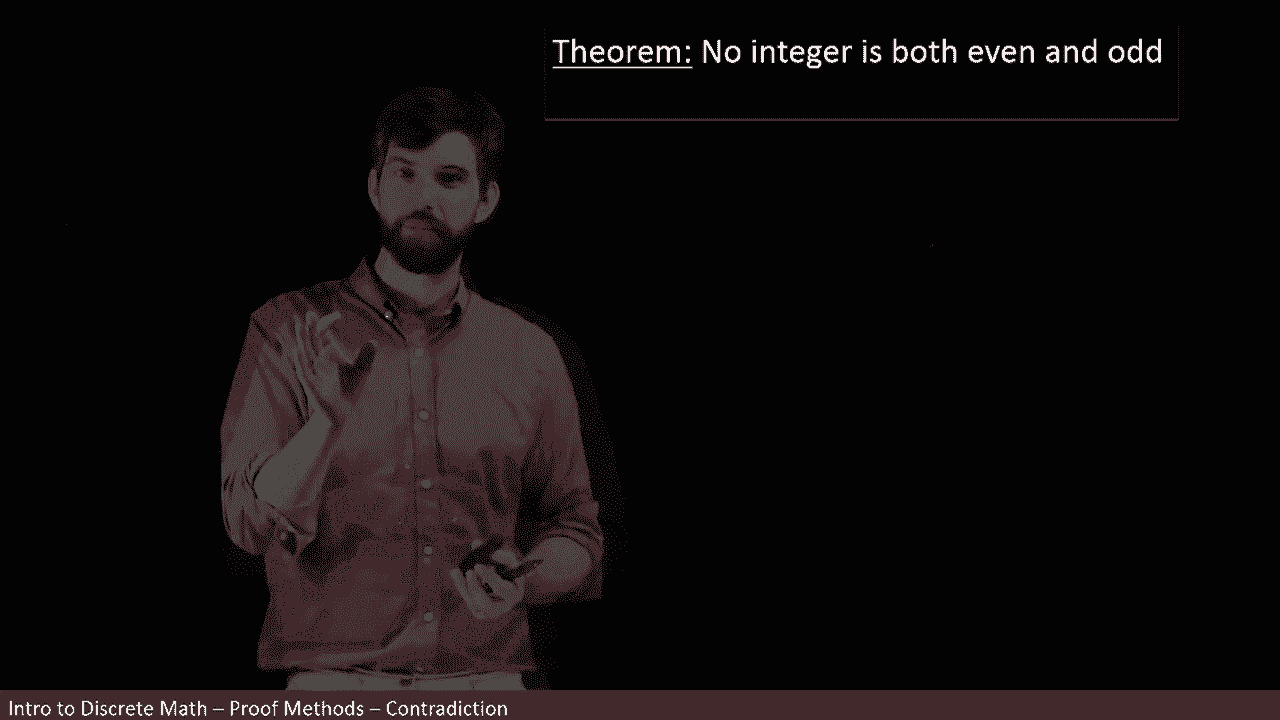 Theorem: No integer is both even and odd
Intro to Discrete Math – Proof Methods – Contradiction